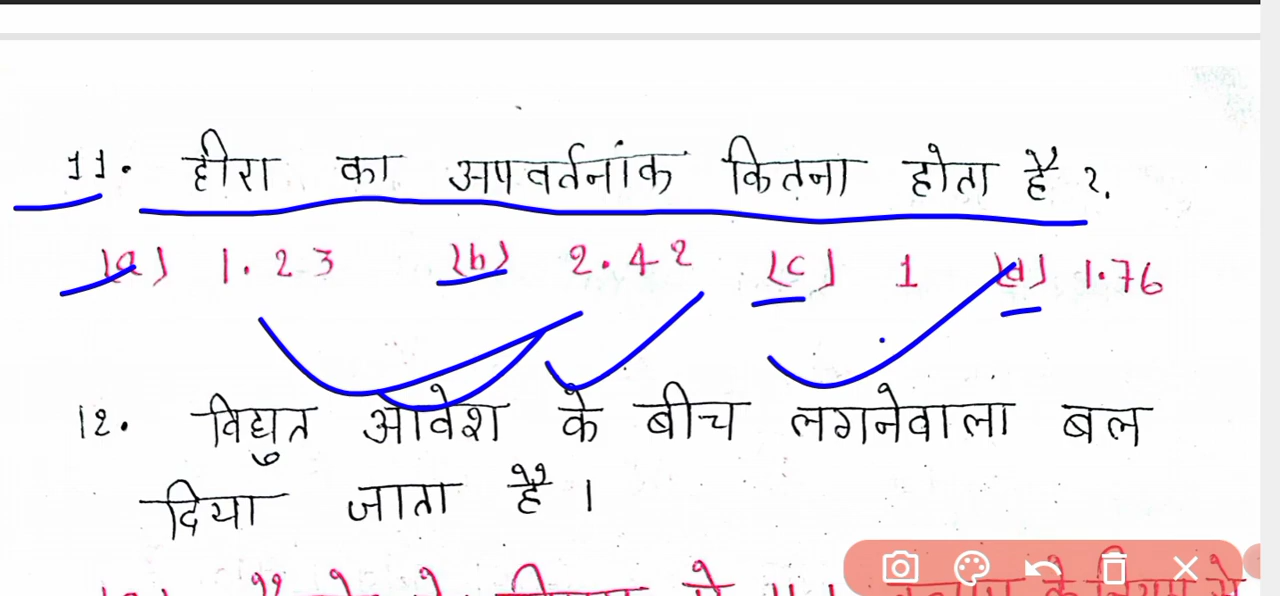 11. हीरा का अपवर्तनांक कितना होता है ?.
(a) 1.23 (b) 2.42 (c) 1 (d) 1.76
12. विद्युत आवेश के बीच लगनेवाला बल
दिया जाता है ।